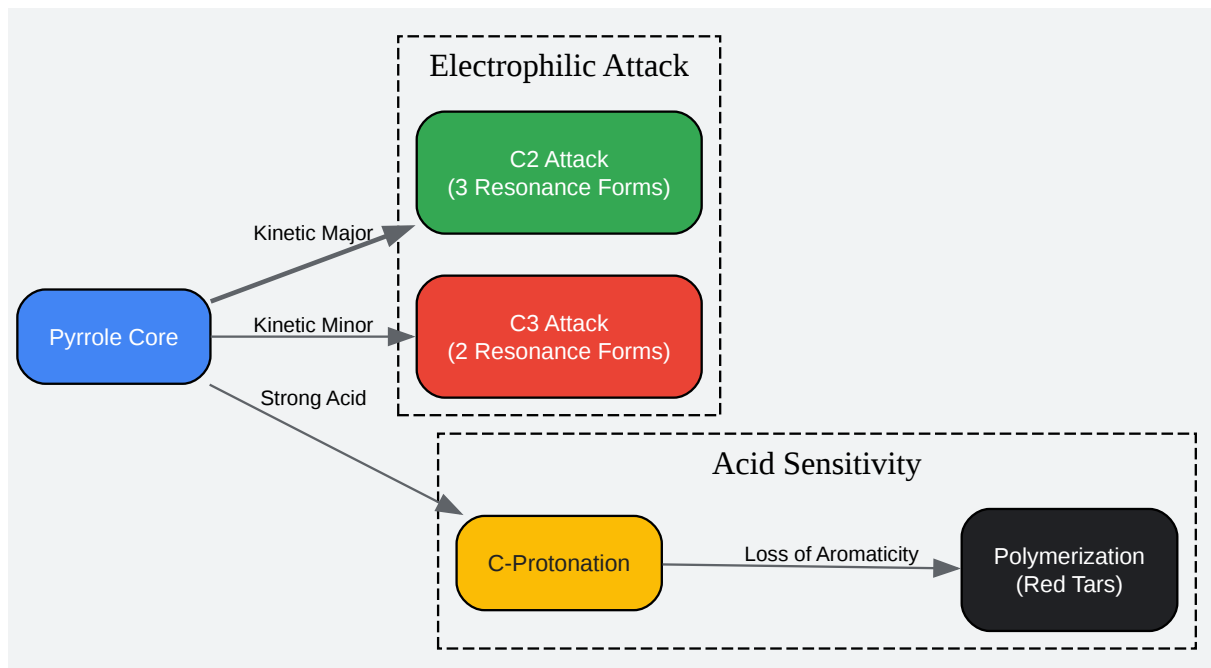 Electrophilic Attack
C2 Attack
(3 Resonance Forms)
Kinetic Major
C3 Attack
(2 Resonance Forms)
Kinetic Minor
Pyrrole Core
Strong Acid
Acid Sensitivity
C-Protonation
Loss of Aromaticity
Polymerization
(Red Tars)